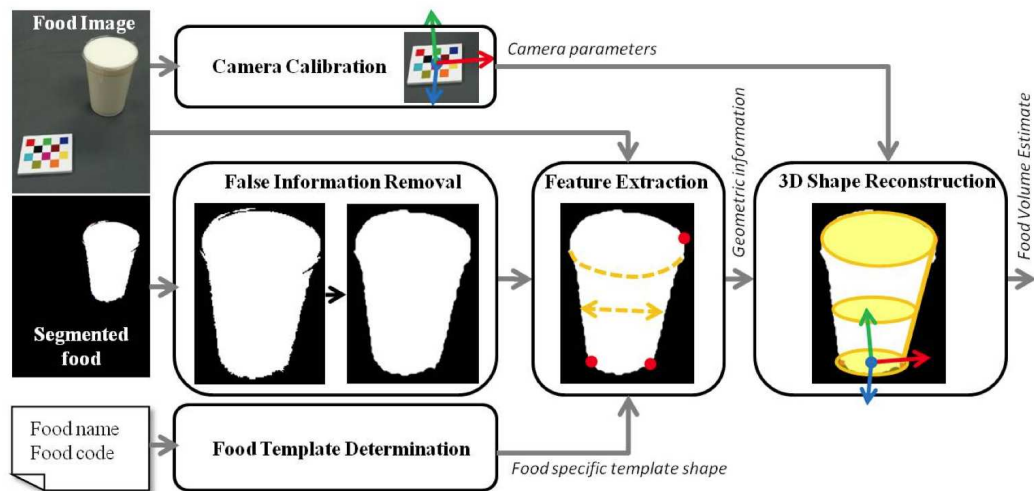 Food Image
Camera Calibration
Camera parameters
False Information Removal
Feature Extraction
Geometric information
3D Shape Reconstruction
Food Volume Estimate
Segmented
food
Food name
Food code
Food Template Determination
Food specific template shape